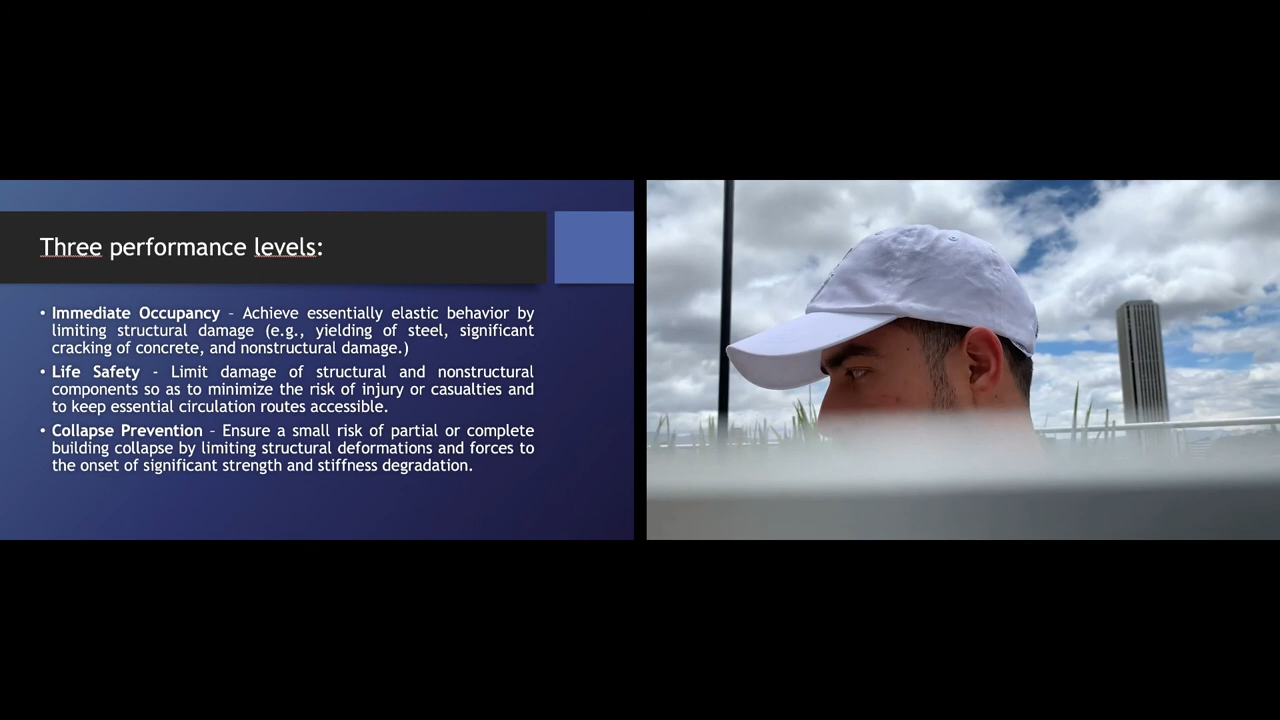 Three performance levels:
• Immediate Occupancy – Achieve essentially elastic behavior by
limiting structural damage (e.g., yielding of steel, significant
cracking of concrete, and nonstructural damage.)
• Life Safety - Limit damage of structural and nonstructural
components so as to minimize the risk of injury or casualties and
to keep essential circulation routes accessible.
• Collapse Prevention – Ensure a small risk of partial or complete
building collapse by limiting structural deformations and forces to
the onset of significant strength and stiffness degradation.